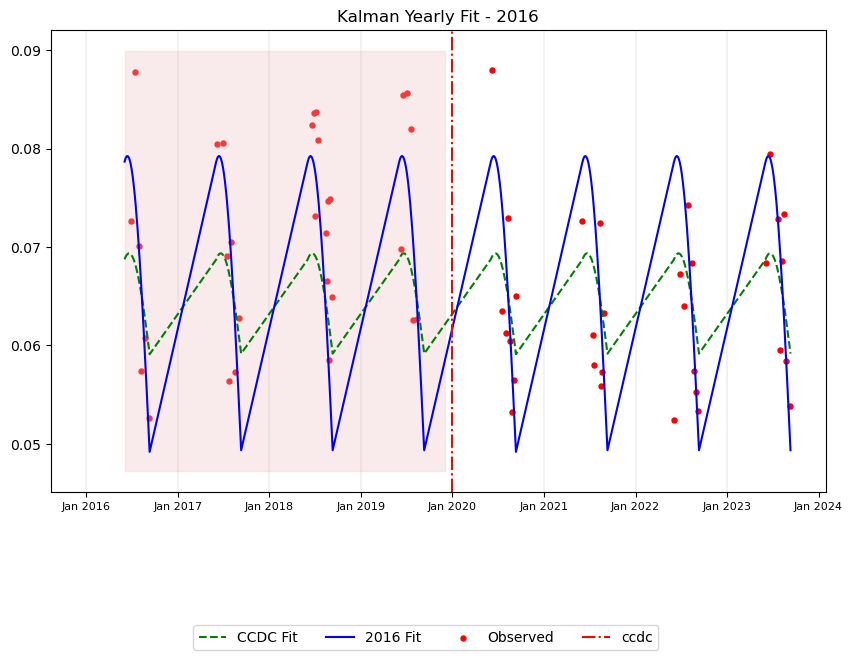 Kalman Yearly Fit - 2016
0.09
0.08
0.07
0.06
0.05
Jan 2016 Jan 2017 Jan 2018 Jan 2019 Jan 2020 Jan 2021 Jan 2022 Jan 2023 Jan 2024
CCDC Fit 2016 Fit Observed ccdc